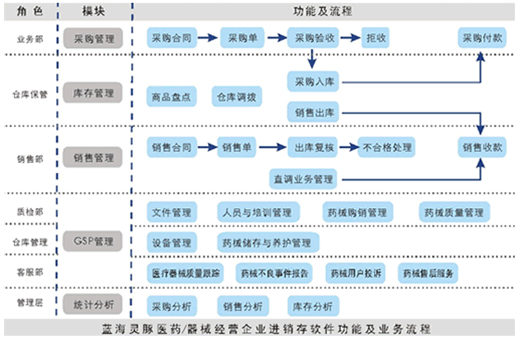 角 色 模块 功能及流程
业务部 采购管理 采购合同 采购单 采购验收 拒收 采购付款
采购入库
仓库保管 库存管理 商品盘点 仓库调拨
销售出库
销售部 销售管理 销售合同 销售单 出库复核 不合格处理 销售收款
直调业务管理
质检部 文件管理 人员与培训管理 药械购销管理 药械质量管理
仓库管理 GSP管理 设备管理 药械储存与养护管理
客服部 医疗器械质量跟踪 药械不良事件报告 药械用户投诉 药械售后服务
管理层 统计分析 采购分析 销售分析 库存分析
蓝海灵豚医药/器械经营企业进销存软件功能及业务流程